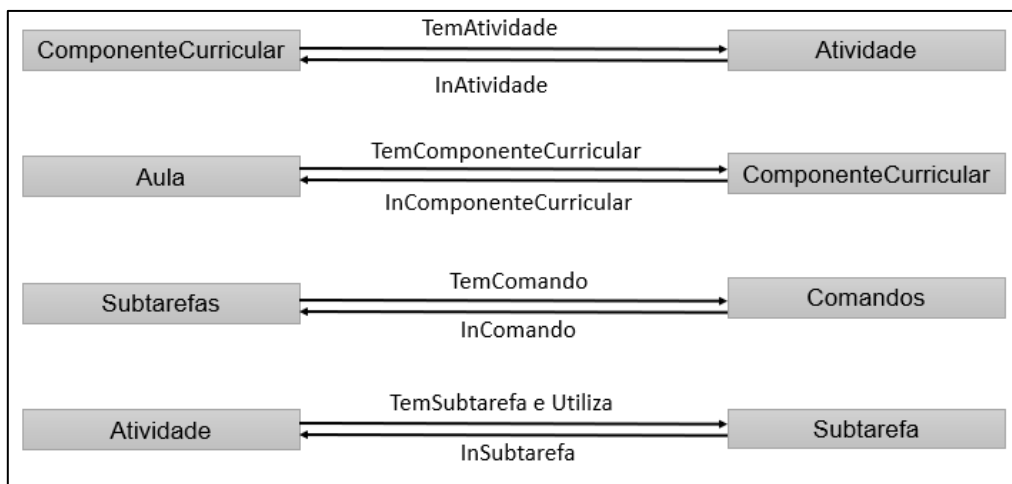 TemAtividade
ComponenteCurricular
Atividade
InAtividade
TemComponenteCurricular
Aula
ComponenteCurricular
InComponenteCurricular
TemComando
Subtarefas
Comandos
InComando
TemSubtarefa e Utiliza
Atividade
Subtarefa
InSubtarefa